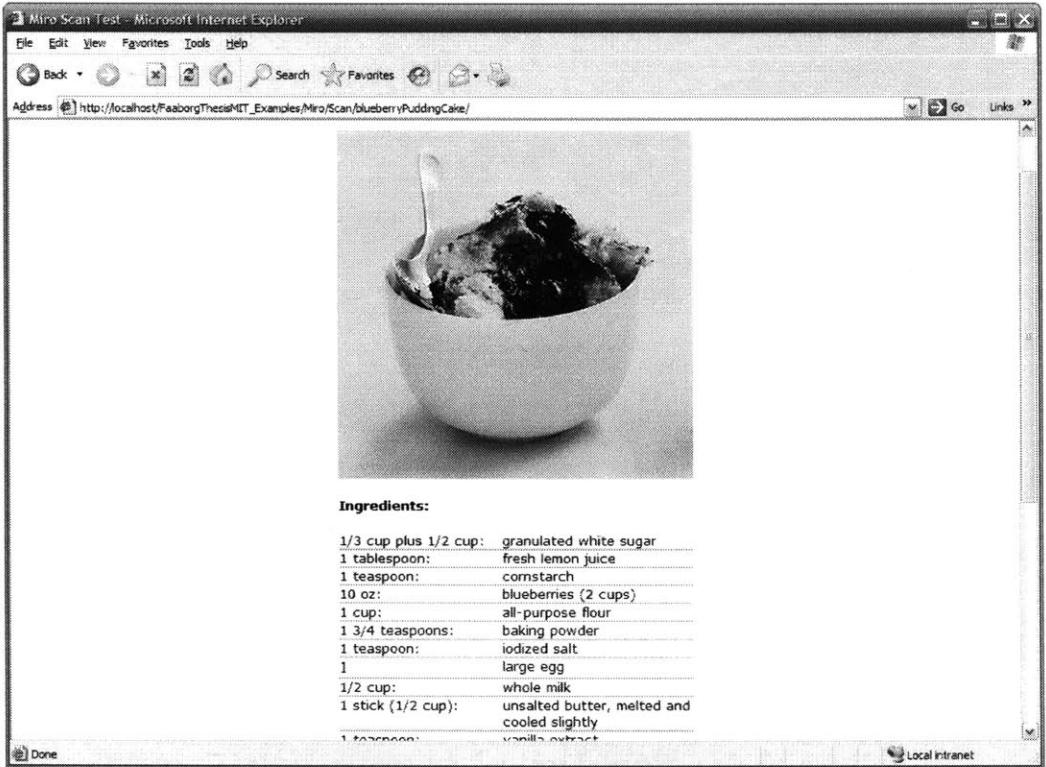 Miro Scan Test - Microsoft Internet Explorer
File Edit View Favorites Tools Help
Back Search Favorites
Address http://localhost/FaaborgThesisMIT_Examples/Miro/Scan/blueberryPuddingCake/ Go Links »
Ingredients:
1/3 cup plus 1/2 cup: granulated white sugar
1 tablespoon: fresh lemon juice
1 teaspoon: cornstarch
10 oz: blueberries (2 cups)
1 cup: all-purpose flour
1 3/4 teaspoons: baking powder
1 teaspoon: iodized salt
1 large egg
1/2 cup: whole milk
1 stick (1/2 cup): unsalted butter, melted and
cooled slightly
1 teaspoon: vanilla extract
Done Local intranet